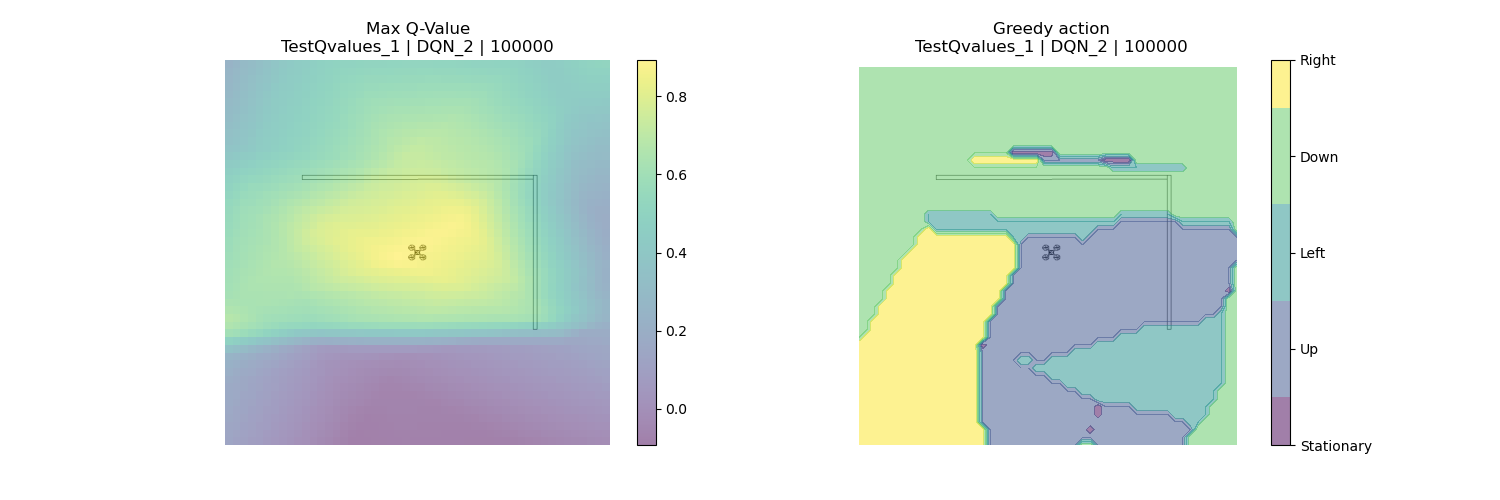 Max Q-Value
TestQvalues_1 | DQN_2 | 100000
0.8
0.6
0.4
0.2
0.0
Greedy action
TestQvalues_1 | DQN_2 | 100000
Right
Down
Left
Up
Stationary